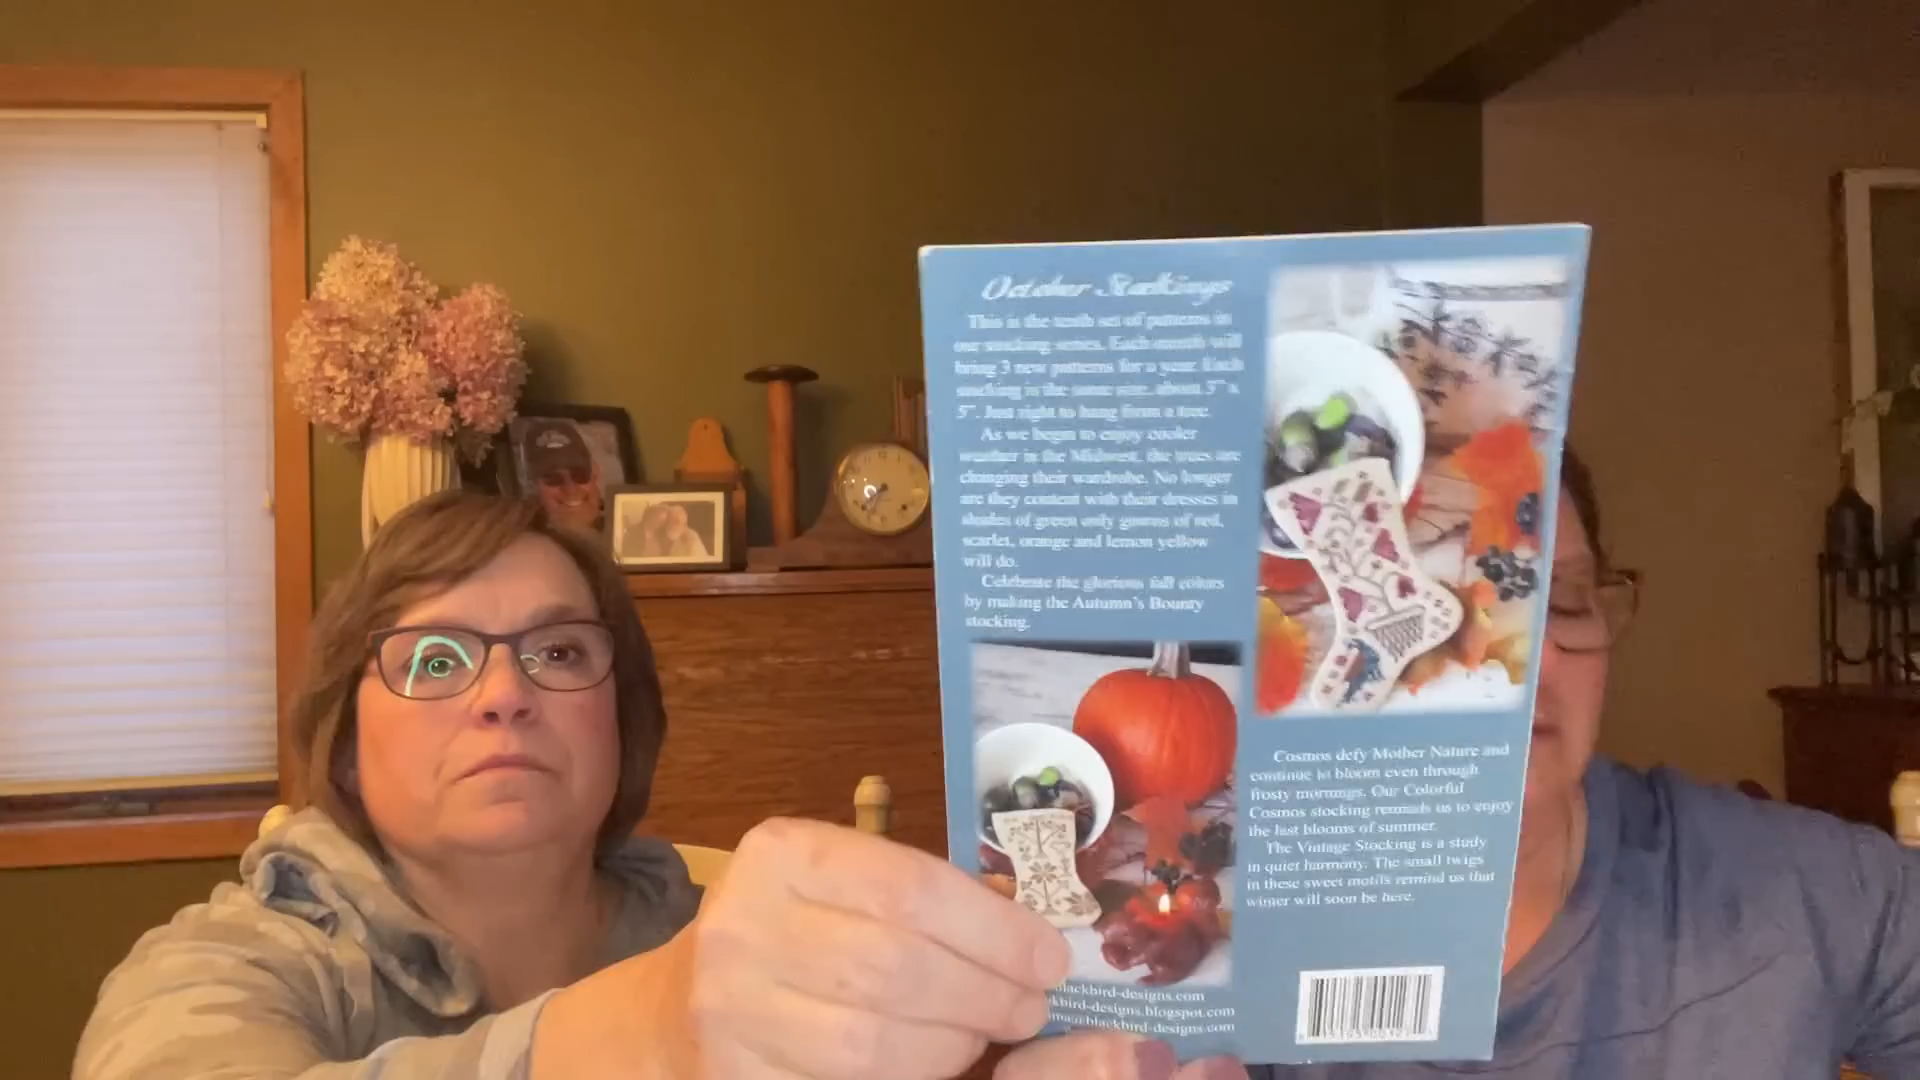 October Stockings
This is the tenth set of patterns in
our stocking series. Each month will
bring 3 new patterns for a year. Each
stocking is the same size, about 3" x
5". Just right to hang from a tree.
As we begin to enjoy cooler
weather in the Midwest, the trees are
changing their wardrobe. No longer
are they content with their dresses in
shades of green only gowns of red,
scarlet, orange and lemon yellow
will do.
Celebrate the glorious fall colors
by making the Autumn's Bounty
stocking.
Cosmos defy Mother Nature and
continue to bloom even through
frosty mornings. Our Colorful
Cosmos stocking reminds us to enjoy
the last blooms of summer.
The Vintage Stocking is a study
in quiet harmony. The small twigs
in these sweet motifs remind us that
winter will soon be here.
blackbird-designs.com
kbird-designs.blogspot.com
ma@blackbird-designs.com